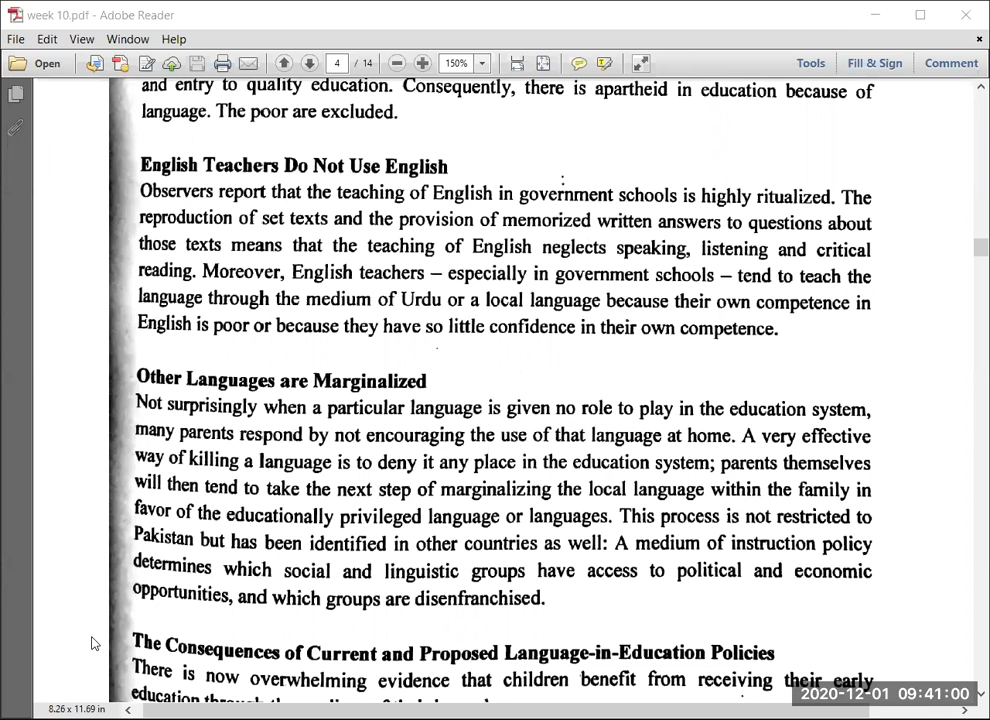 week 10.pdf - Adobe Reader
File Edit View Window Help
Open 4 / 14 150% Tools Fill & Sign Comment
and entry to quality education. Consequently, there is apartheid in education because of
language. The poor are excluded.
English Teachers Do Not Use English
Observers report that the teaching of English in government schools is highly ritualized. The
reproduction of set texts and the provision of memorized written answers to questions about
those texts means that the teaching of English neglects speaking, listening and critical
reading. Moreover, English teachers – especially in government schools – tend to teach the
language through the medium of Urdu or a local language because their own competence in
English is poor or because they have so little confidence in their own competence.
Other Languages are Marginalized
Not surprisingly when a particular language is given no role to play in the education system,
many parents respond by not encouraging the use of that language at home. A very effective
way of killing a language is to deny it any place in the education system; parents themselves
will then tend to take the next step of marginalizing the local language within the family in
favor of the educationally privileged language or languages. This process is not restricted to
Pakistan but has been identified in other countries as well: A medium of instruction policy
determines which social and linguistic groups have access to political and economic
opportunities, and which groups are disenfranchised.
The Consequences of Current and Proposed Language-in-Education Policies
There is now overwhelming evidence that children benefit from receiving their early
education through
8.26 x 11.69 in
2020-12-01 09:41:00